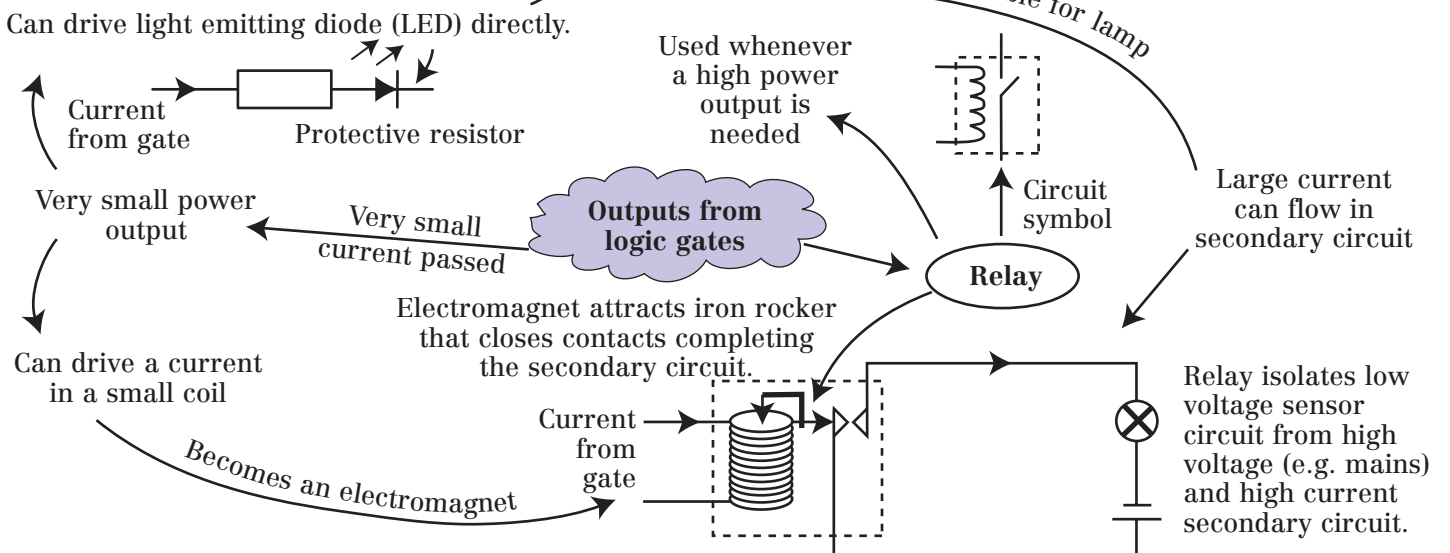 Can drive light emitting diode (LED) directly.
for lamp
Current
from gate
Protective resistor
Used whenever
a high power
output is
needed
Circuit
symbol
Large current
can flow in
secondary circuit
Very small power
output
Very small
current passed
Outputs from
logic gates
Relay
Electromagnet attracts iron rocker
that closes contacts completing
the secondary circuit.
Can drive a current
in a small coil
Becomes an electromagnet
Current
from
gate
Relay isolates low
voltage sensor
circuit from high
voltage (e.g. mains)
and high current
secondary circuit.